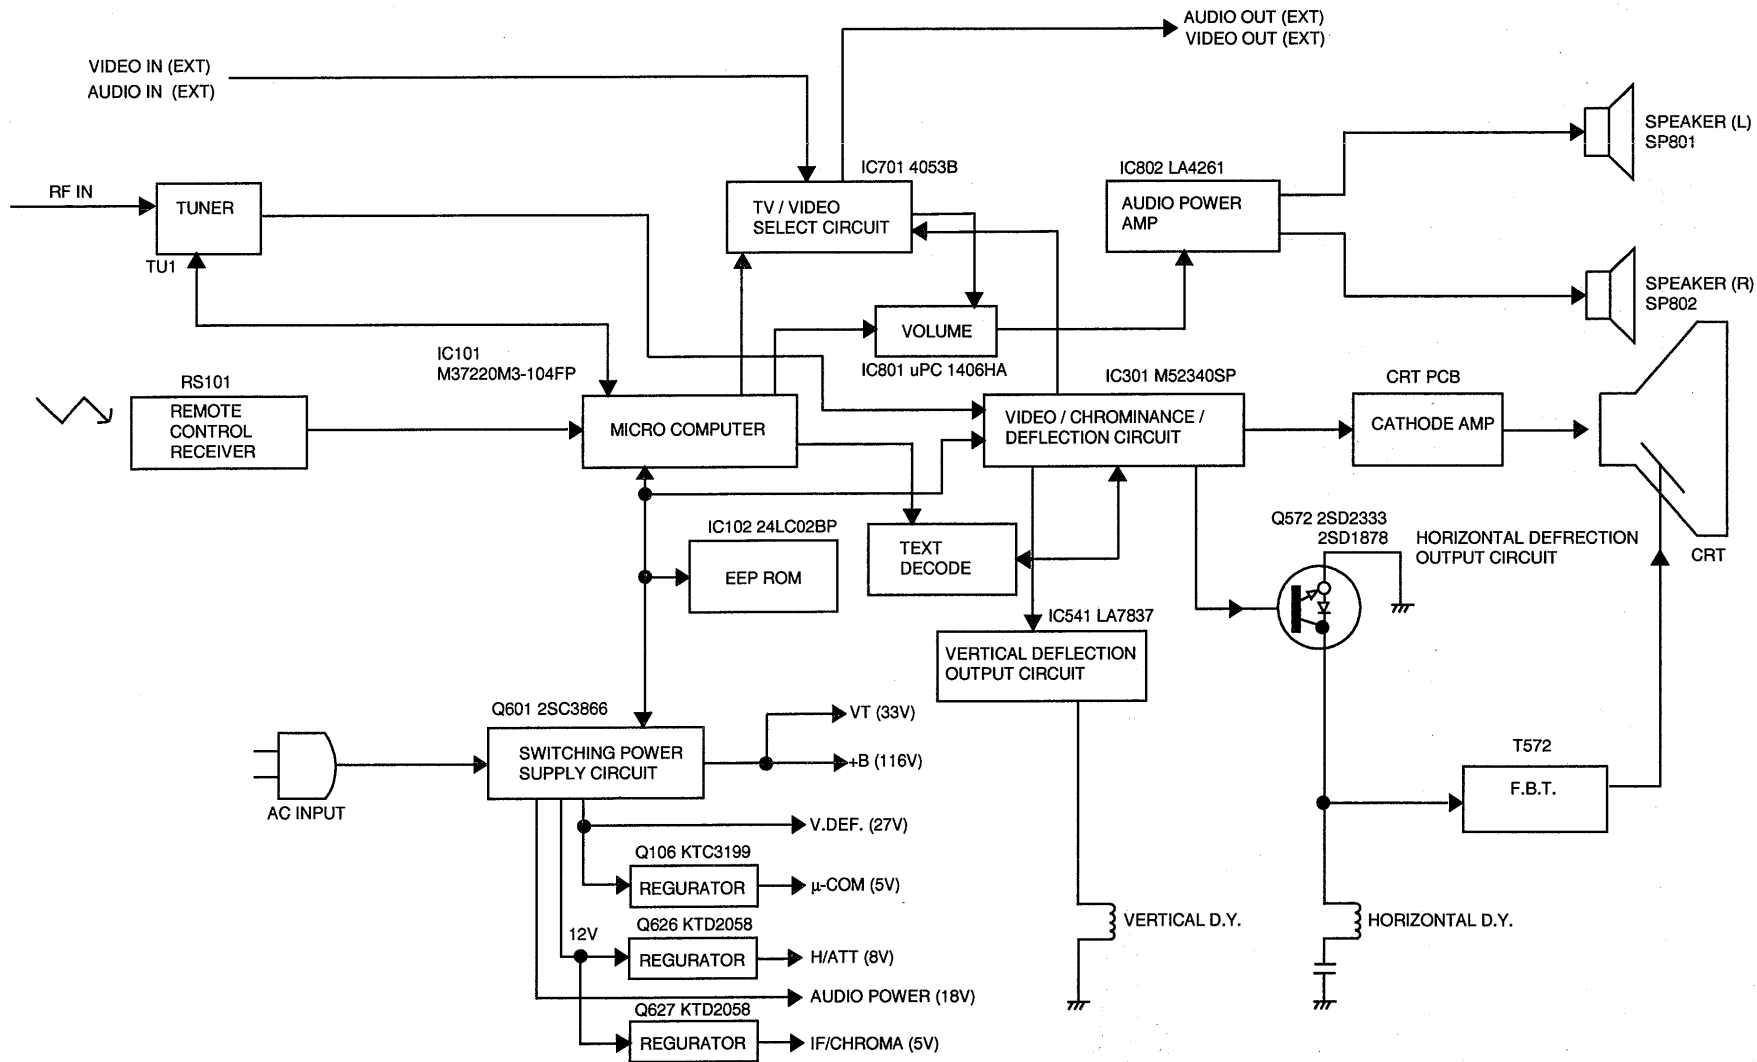 AUDIO OUT (EXT)
VIDEO OUT (EXT)
VIDEO IN (EXT)
AUDIO IN (EXT)
SPEAKER (L)
SP801
IC701 4053B
IC802 LA4261
RF IN
TUNER
TV / VIDEO
SELECT CIRCUIT
AUDIO POWER
AMP
TU1
SPEAKER (R)
SP802
VOLUME
IC101
M37220M3-104FP
IC801 uPC 1406HA
RS101
IC301 M52340SP
CRT PCB
REMOTE
CONTROL
RECEIVER
MICRO COMPUTER
VIDEO / CHROMINANCE /
DEFLECTION CIRCUIT
CATHODE AMP
IC102 24LC02BP
Q572 2SD2333
2SD1878
HORIZONTAL DEFRECTION
OUTPUT CIRCUIT
CRT
TEXT
DECODE
EEP ROM
IC541 LA7837
VERTICAL DEFLECTION
OUTPUT CIRCUIT
Q601 2SC3866
VT (33V)
SWITCHING POWER
SUPPLY CIRCUIT
+B (116V)
T572
F.B.T.
AC INPUT
V.DEF. (27V)
Q106 KTC3199
REGURATOR
μ-COM (5V)
VERTICAL D.Y.
HORIZONTAL D.Y.
12V
Q626 KTD2058
REGURATOR
H/ATT (8V)
AUDIO POWER (18V)
Q627 KTD2058
REGURATOR
IF/CHROMA (5V)